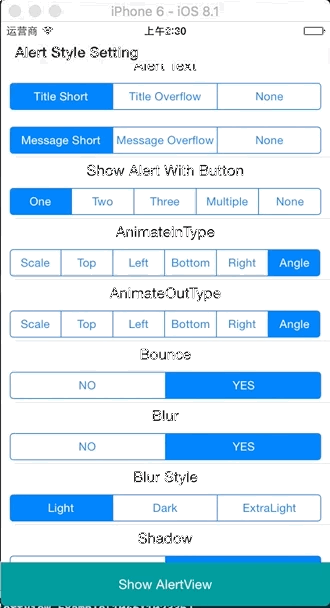 iPhone 6 - iOS 8.1
运营商 上午2:30
Alert Style Setting
Alert Text
Title Short Title Overflow None
Message Short Message Overflow None
Show Alert With Button
One Two Three Multiple None
AnimateInType
Scale Top Left Bottom Right Angle
AnimateOutType
Scale Top Left Bottom Right Angle
Bounce
NO YES
Blur
NO YES
Blur Style
Light Dark ExtraLight
Shadow
Show AlertView